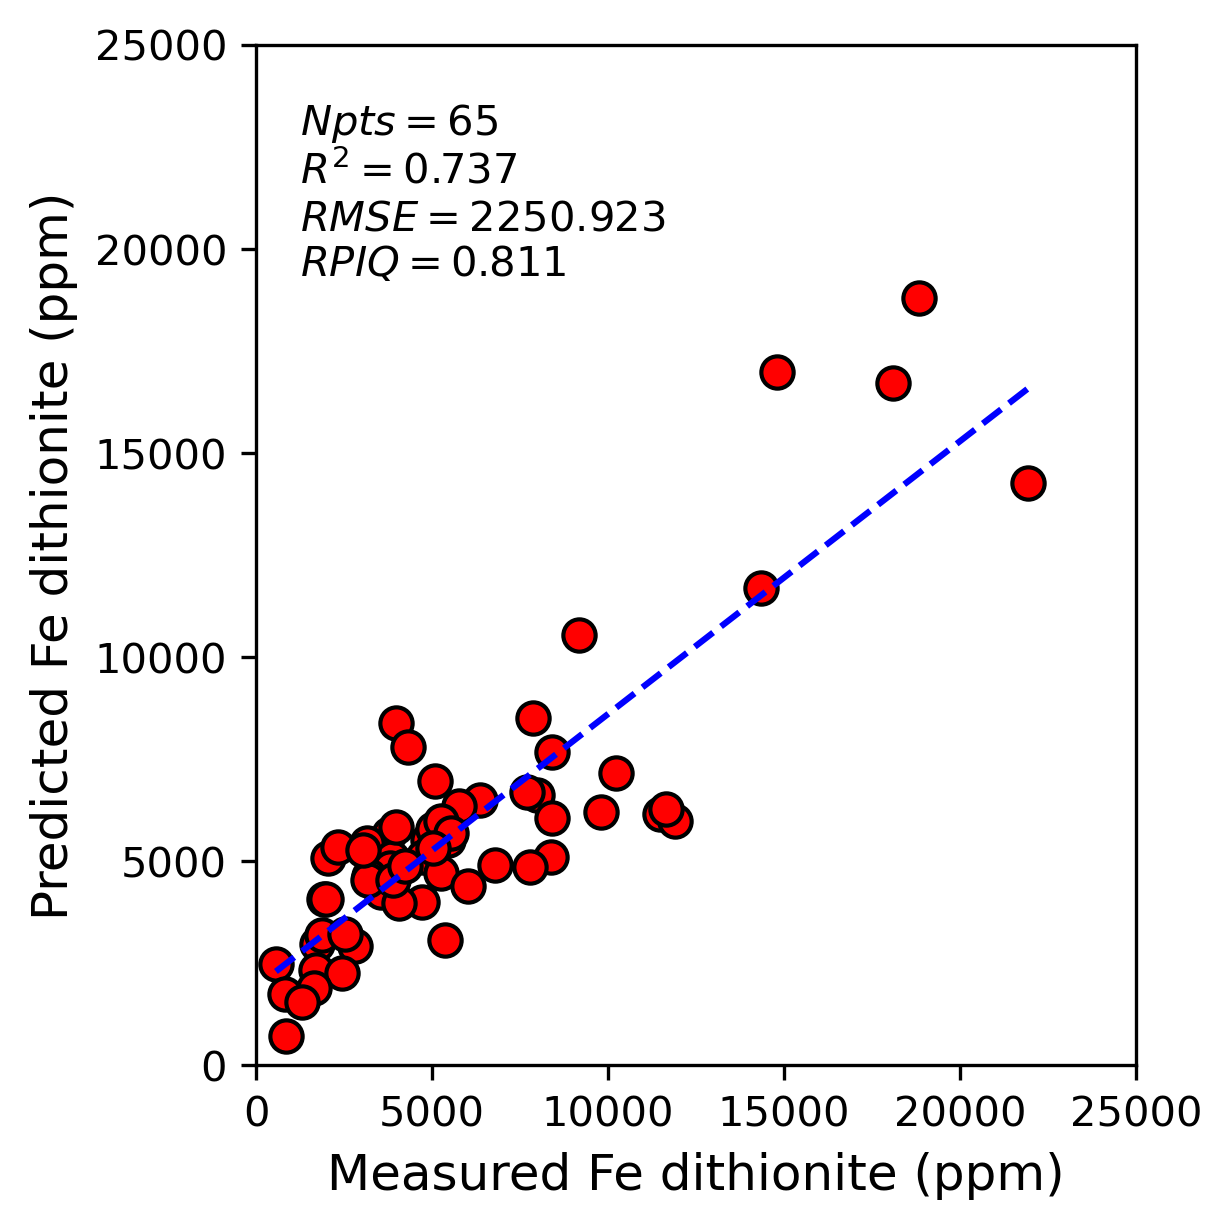 25000
20000
15000
10000
5000
0
Npts = 65
R² = 0.737
RMSE = 2250.923
RPIQ = 0.811
Predicted Fe dithionite (ppm)
0 5000 10000 15000 20000 25000
Measured Fe dithionite (ppm)